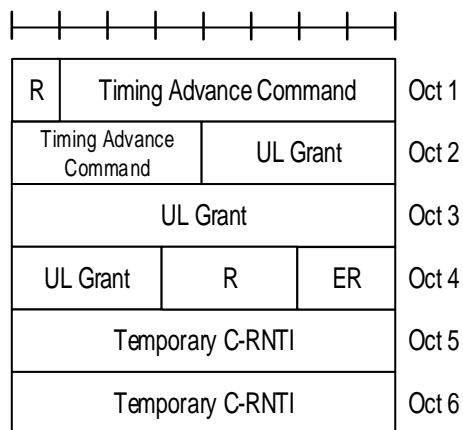 R Timing Advance Command Oct 1
Timing Advance
Command UL Grant Oct 2
UL Grant Oct 3
UL Grant R ER Oct 4
Temporary C-RNTI Oct 5
Temporary C-RNTI Oct 6